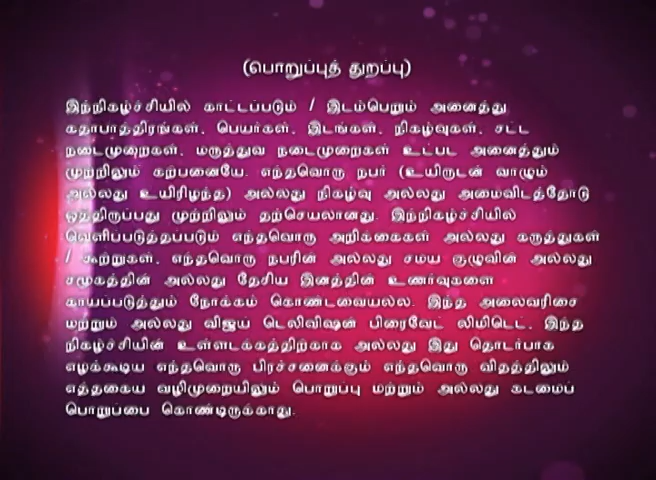 (பொறுப்புத் துறப்பு)
இந்நிகழ்ச்சியில் காட்டப்படும் / இடம்பெறும் அனைத்து
கதாபாத்திரங்கள், பெயர்கள், இடங்கள், நிகழ்வுகள், சட்ட
நடைமுறைகள், மருத்துவ நடைமுறைகள் உட்பட அனைத்தும்
முற்றிலும் கற்பனையே. எந்தவொரு நபர் (உயிருடன் வாழும்
அல்லது உயிரிழந்த) அல்லது நிகழ்வு அல்லது அமைவிடத்தோடு
ஒத்திருப்பது முற்றிலும் தற்செயலானது. இந்நிகழ்ச்சியில்
வெளிப்படுத்தப்படும் எந்தவொரு அறிக்கைகள் அல்லது கருத்துகள்
/ கூற்றுகள், எந்தவொரு நபரின் அல்லது சமய குழுவின் அல்லது
சமூகத்தின் அல்லது தேசிய இனத்தின் உணர்வுகளை
காயப்படுத்தும் நோக்கம் கொண்டவையல்ல. இந்த அலைவரிசை
மற்றும் அல்லது விஜய் டெலிவிஷன் பிரைவேட் லிமிடெட், இந்த
நிகழ்ச்சியின் உள்ளடக்கத்திற்காக அல்லது இது தொடர்பாக
எழக்கூடிய எந்தவொரு பிரச்சனைக்கும் எந்தவொரு விதத்திலும்
எத்தகைய வழிமுறையிலும் பொறுப்பு மற்றும் அல்லது கடமைப்
பொறுப்பை கொண்டிருக்காது.